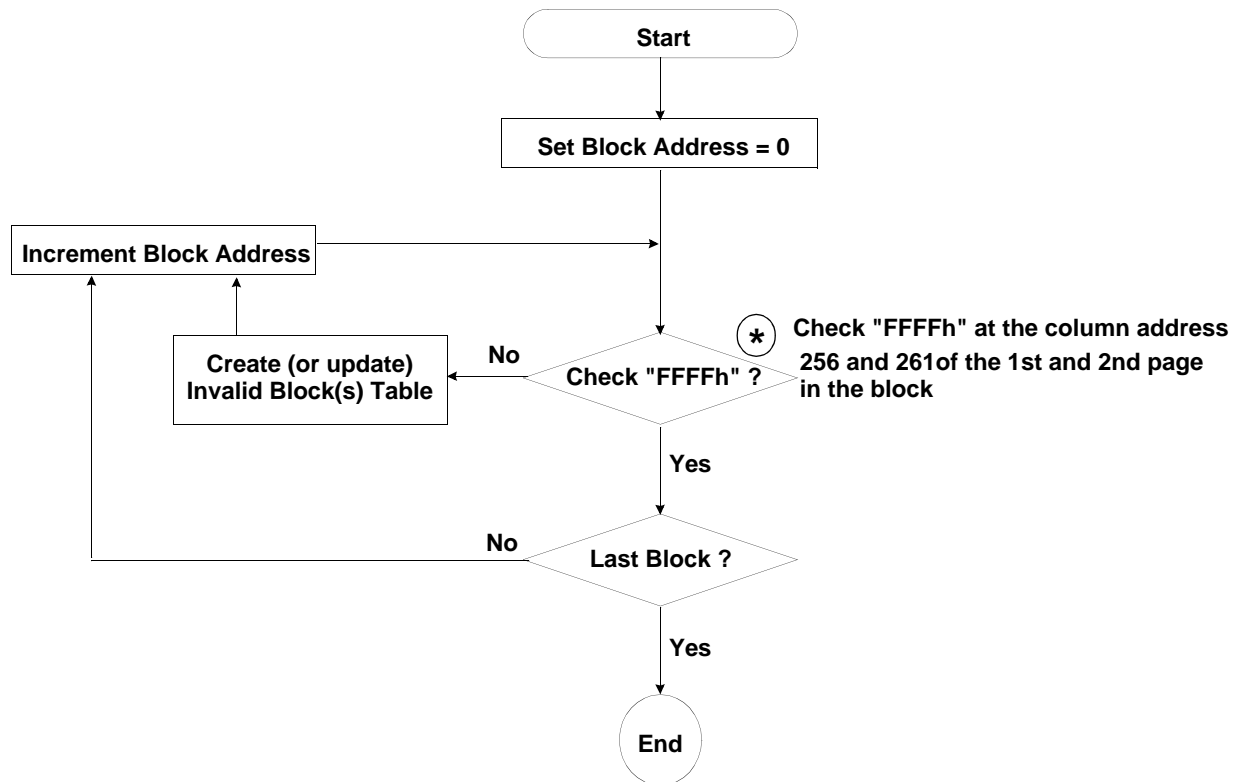 Start
Set Block Address = 0
Increment Block Address
*
Check "FFFFh" at the column address
256 and 261of the 1st and 2nd page
in the block
No
Create (or update)
Invalid Block(s) Table
Check "FFFFh" ?
Yes
No
Last Block ?
Yes
End